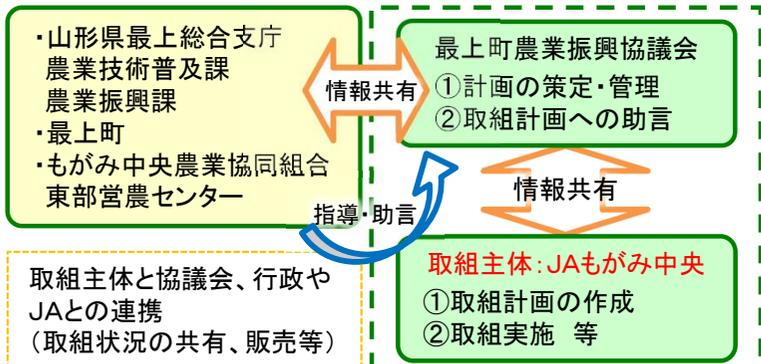 ・山形県最上総合支庁
農業技術普及課
農業振興課
・最上町
・もがみ中央農業協同組合
東部営農センター
情報共有
最上町農業振興協議会
①計画の策定・管理
②取組計画への助言
情報共有
指導・助言
取組主体:JAもがみ中央
①取組計画の作成
②取組実施 等
取組主体と協議会、行政や
JAとの連携
(取組状況の共有、販売等)